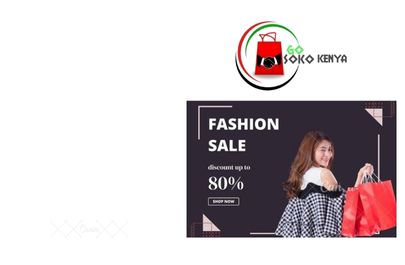 GO
SOKO KENYA
FASHION
SALE
discount up to
80%
SHOP NOW